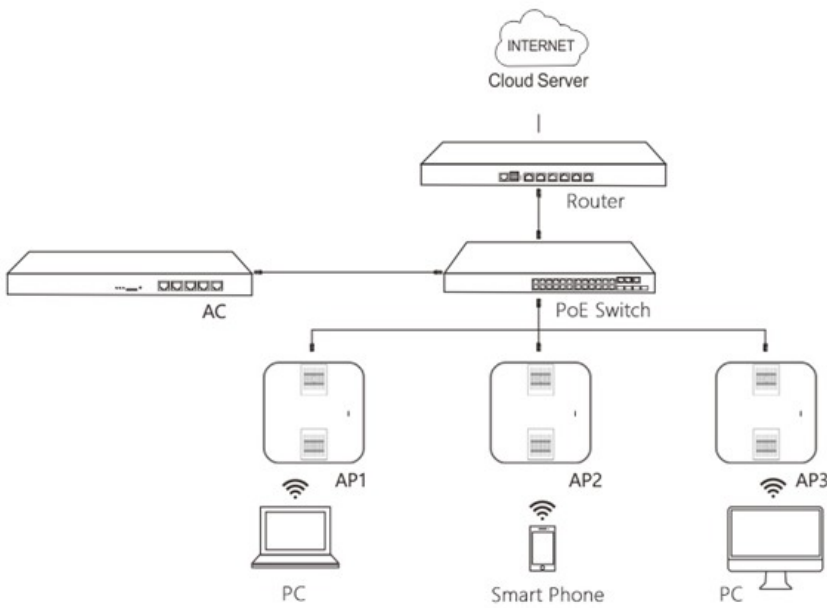 INTERNET
Cloud Server
Router
AC
PoE Switch
AP1
AP2
AP3
PC
Smart Phone
PC